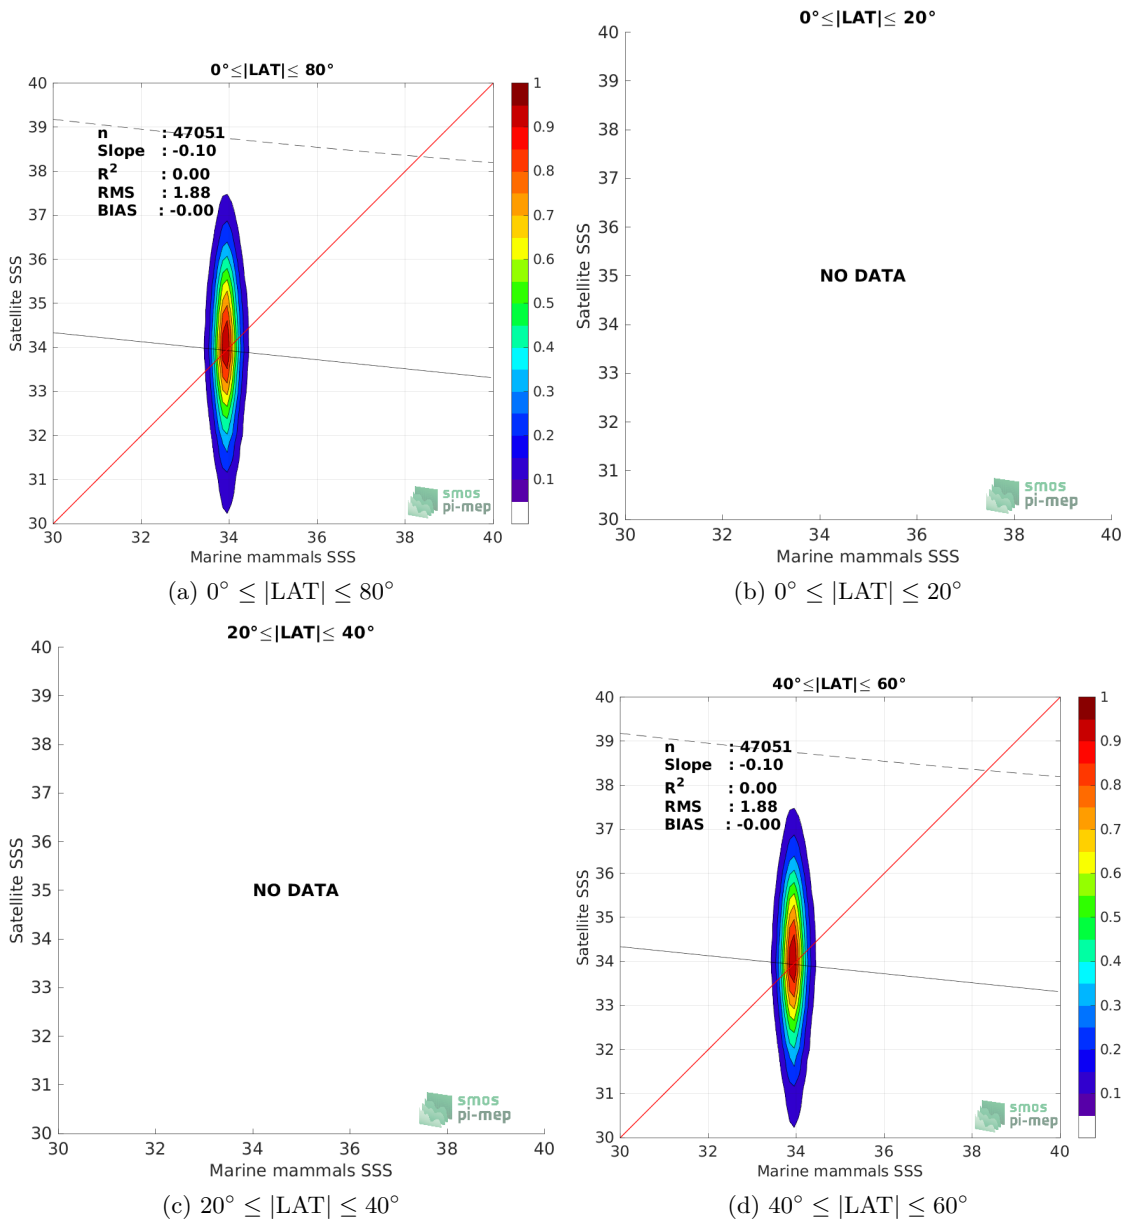 0°≤|LAT|≤ 80°
40
39
38
37
36
35
34
33
32
31
30
Satellite SSS
n : 47051
Slope : -0.10
R² : 0.00
RMS : 1.88
BIAS : -0.00
smos
pi-mep
30 32 34 36 38 40
Marine mammals SSS
1
0.9
0.8
0.7
0.6
0.5
0.4
0.3
0.2
0.1
(a) 0° ≤ |LAT| ≤ 80°
0°≤|LAT|≤ 20°
40
39
38
37
36
35
34
33
32
31
30
Satellite SSS
NO DATA
smos
pi-mep
30 32 34 36 38 40
Marine mammals SSS
(b) 0° ≤ |LAT| ≤ 20°
20°≤|LAT|≤ 40°
40
39
38
37
36
35
34
33
32
31
30
Satellite SSS
NO DATA
smos
pi-mep
30 32 34 36 38 40
Marine mammals SSS
(c) 20° ≤ |LAT| ≤ 40°
40°≤|LAT|≤ 60°
40
39
38
37
36
35
34
33
32
31
30
Satellite SSS
n : 47051
Slope : -0.10
R² : 0.00
RMS : 1.88
BIAS : -0.00
smos
pi-mep
30 32 34 36 38 40
Marine mammals SSS
1
0.9
0.8
0.7
0.6
0.5
0.4
0.3
0.2
0.1
(d) 40° ≤ |LAT| ≤ 60°